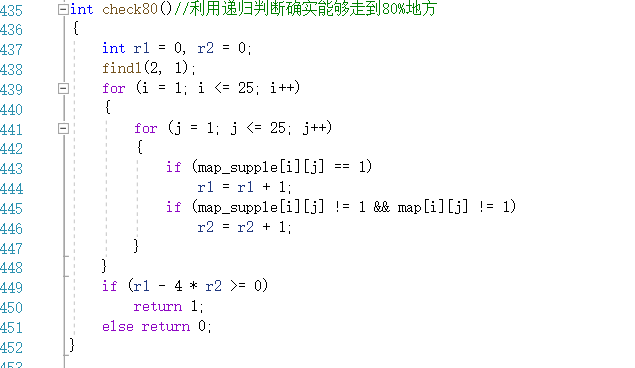 435 int check80()//利用递归判断确实能够走到80%地方
436 {
437 int r1 = 0, r2 = 0;
438 find1(2, 1);
439 for (i = 1; i <= 25; i++)
440 {
441 for (j = 1; j <= 25; j++)
442 {
443 if (map_supple[i][j] == 1)
444 r1 = r1 + 1;
445 if (map_supple[i][j] != 1 && map[i][j] != 1)
446 r2 = r2 + 1;
447 }
448 }
449 if (r1 - 4 * r2 >= 0)
450 return 1;
451 else return 0;
452 }